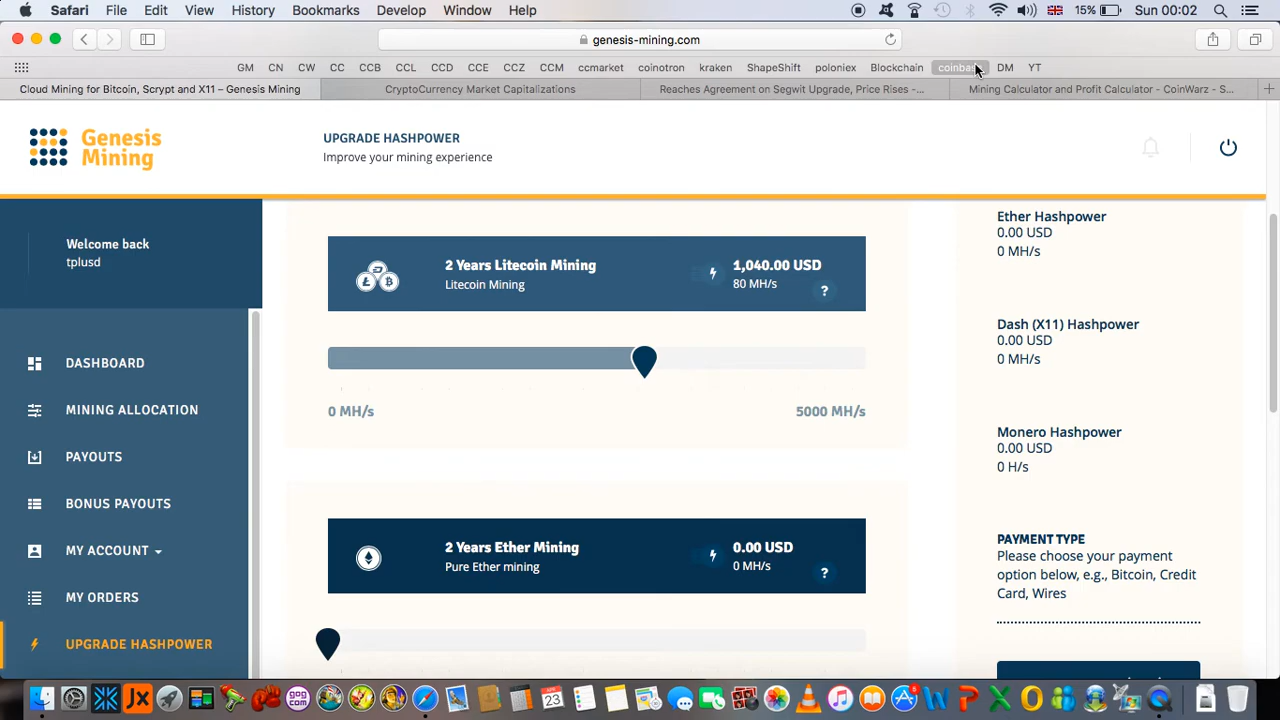 Safari File Edit View History Bookmarks Develop Window Help 15% Sun 00:02
genesis-mining.com
GM CN CW CC CCB CCL CCD CCE CCZ CCM ccmarket coinotron kraken ShapeShift poloniex Blockchain coinbase DM YT
Cloud Mining for Bitcoin, Scrypt and X11 – Genesis Mining CryptoCurrency Market Capitalizations Reaches Agreement on Segwit Upgrade, Price Rises -... Mining Calculator and Profit Calculator - CoinWarz - S...
Genesis
Mining
UPGRADE HASHPOWER
Improve your mining experience
Welcome back
tplusd
DASHBOARD
MINING ALLOCATION
PAYOUTS
BONUS PAYOUTS
MY ACCOUNT
MY ORDERS
UPGRADE HASHPOWER
2 Years Litecoin Mining
Litecoin Mining
1,040.00 USD
80 MH/s
?
0 MH/s 5000 MH/s
2 Years Ether Mining
Pure Ether mining
0.00 USD
0 MH/s
?
Ether Hashpower
0.00 USD
0 MH/s
Dash (X11) Hashpower
0.00 USD
0 MH/s
Monero Hashpower
0.00 USD
0 H/s
PAYMENT TYPE
Please choose your payment
option below, e.g., Bitcoin, Credit
Card, Wires